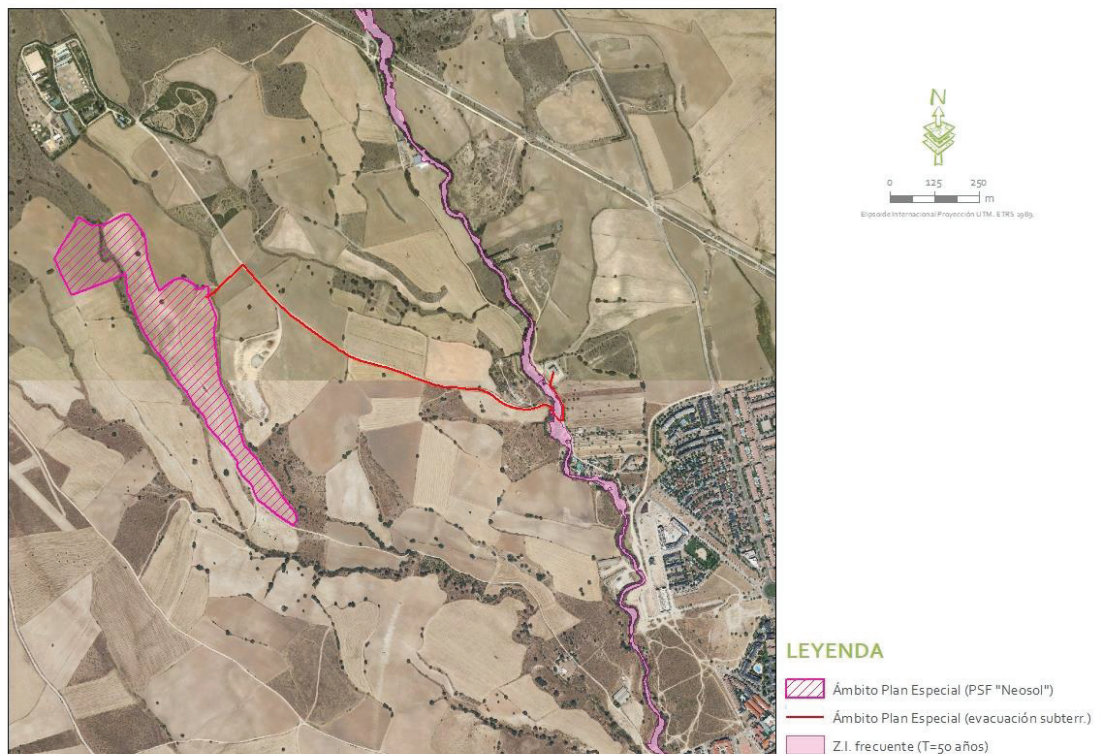 N
0 125 250
m
Elipsoide Internacional Proyección UTM. ETRS 1989.
LEYENDA
Ámbito Plan Especial (PSF "Neosol")
Ámbito Plan Especial (evacuación subterr.)
Z.I. frecuente (T=50 años)